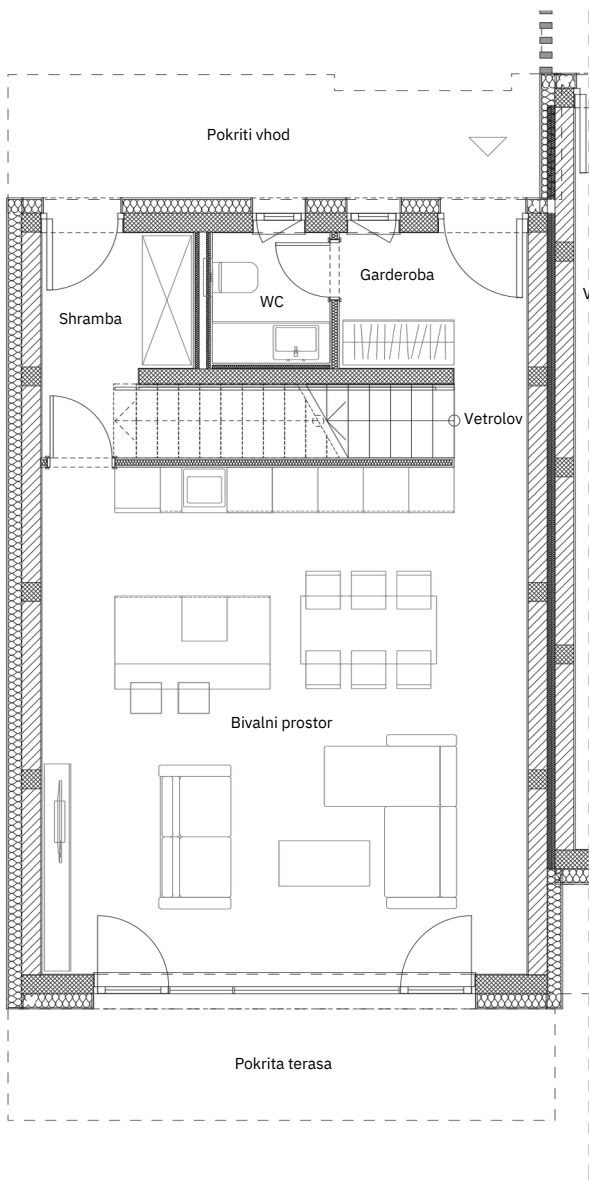 Pokriti vhod
Garderoba
WC
Shramba
Vetrolov
Bivalni prostor
Pokrita terasa